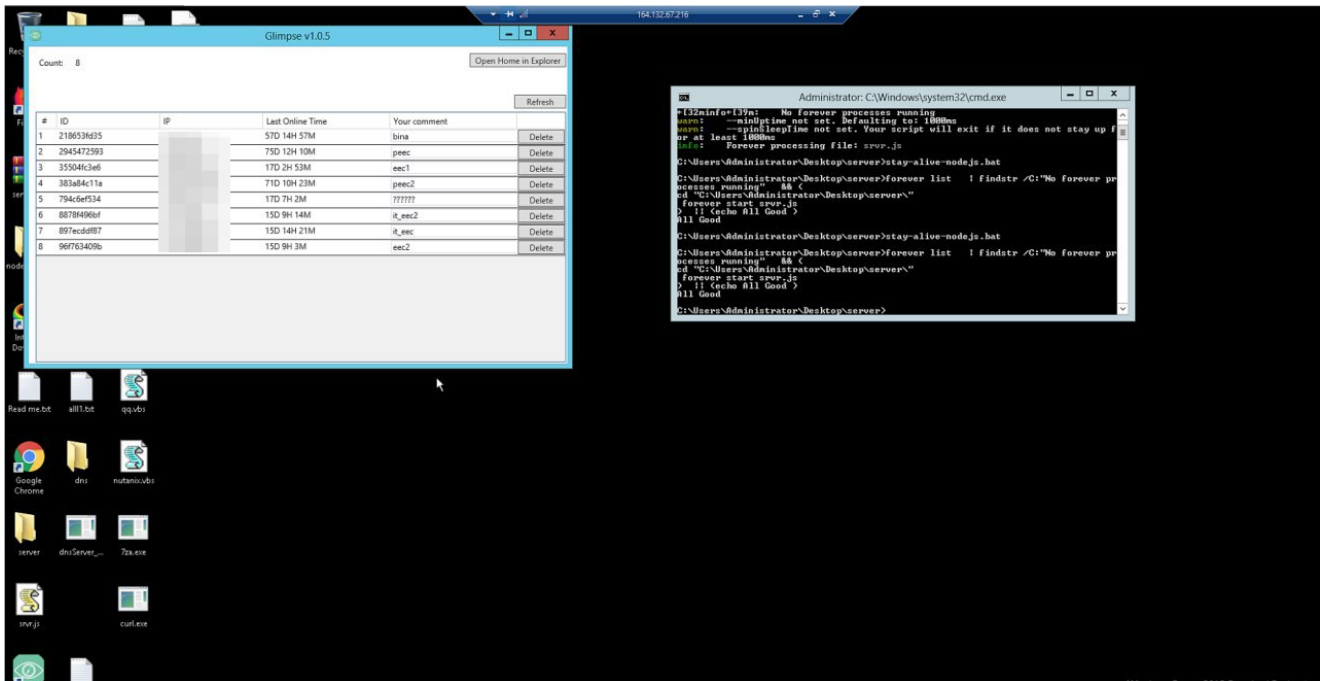 164.132.67.216
Glimpse v1.0.5
Count: 8
Open Home in Explorer
Refresh
# ID IP Last Online Time Your comment
1 218653fd35 57D 14H 57M bina Delete
2 2945472593 75D 12H 10M peec Delete
3 35504fc3e6 17D 2H 53M eec1 Delete
4 383a84c11a 71D 10H 23M peec2 Delete
5 794c6ef534 17D 7H 2M ?????? Delete
6 8878f496bf 15D 9H 14M it_eec2 Delete
7 897ecddf87 15D 14H 21M it_eec Delete
8 96f763409b 15D 9H 3M eec2 Delete
Administrator: C:\Windows\system32\cmd.exe
+[32minfo+[39m: No forever processes running
warn: --minUptime not set. Defaulting to: 1000ms
warn: --spinSleepTime not set. Your script will exit if it does not stay up f
or at least 1000ms
info: Forever processing file: srvr.js
C:\Users\Administrator\Desktop\server>stay-alive-nodejs.bat
C:\Users\Administrator\Desktop\server>forever list | findstr /C:"No forever pr
ocesses running" && (
cd "C:\Users\Administrator\Desktop\server\"
forever start srvr.js
) || (echo All Good )
All Good
C:\Users\Administrator\Desktop\server>stay-alive-nodejs.bat
C:\Users\Administrator\Desktop\server>forever list | findstr /C:"No forever pr
ocesses running" && (
cd "C:\Users\Administrator\Desktop\server\"
forever start srvr.js
) || (echo All Good )
All Good
C:\Users\Administrator\Desktop\server>
Read me.txt alll1.txt qq.vbs
Google Chrome dns nutanix.vbs
server dnsServer_... 7za.exe
srvr.js curl.exe